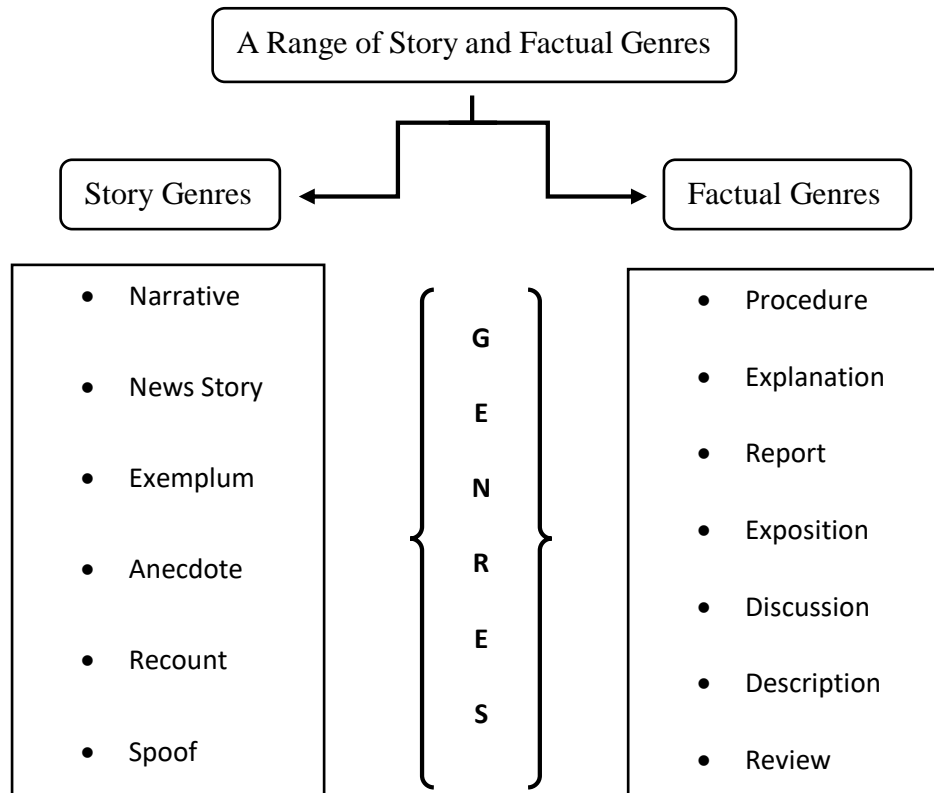 A Range of Story and Factual Genres
Story Genres
Factual Genres
• Narrative
• News Story
• Exemplum
• Anecdote
• Recount
• Spoof
G
E
N
R
E
S
• Procedure
• Explanation
• Report
• Exposition
• Discussion
• Description
• Review